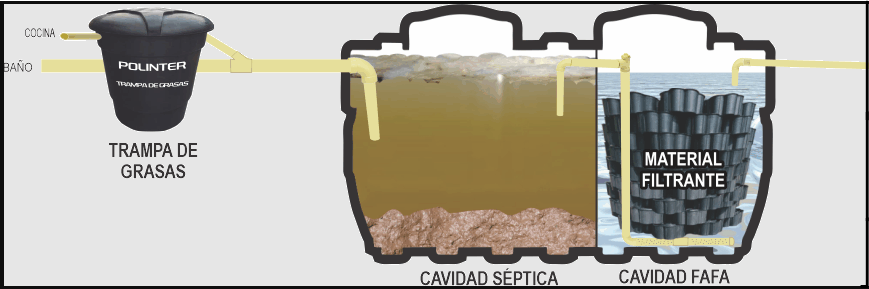 COCINA
BAÑO
POLINTER
TRAMPA DE GRASAS
TRAMPA DE
GRASAS
MATERIAL
FILTRANTE
CAVIDAD SÉPTICA
CAVIDAD FAFA